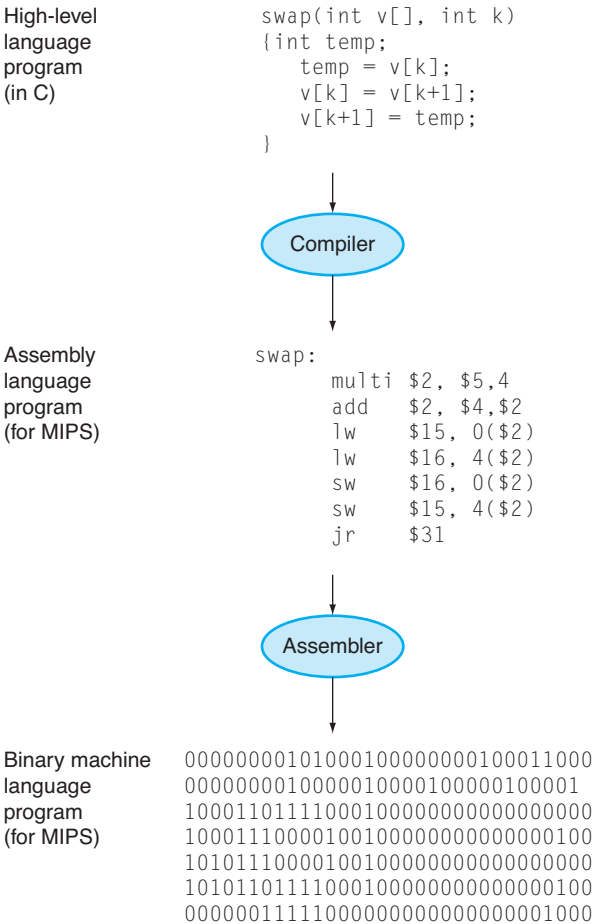 High-level
language
program
(in C)
swap(int v[], int k)
{int temp;
temp = v[k];
v[k] = v[k+1];
v[k+1] = temp;
}
Compiler
Assembly
language
program
(for MIPS)
swap:
multi $2, $5,4
add $2, $4,$2
lw $15, 0($2)
lw $16, 4($2)
sw $16, 0($2)
sw $15, 4($2)
jr $31
Assembler
Binary machine
language
program
(for MIPS)
00000000101000100000000100011000
0000000010000010000100000100001
10001101111000100000000000000000
10001110000100100000000000000100
10101110000100100000000000000000
10101101111000100000000000000100
00000011111000000000000000001000